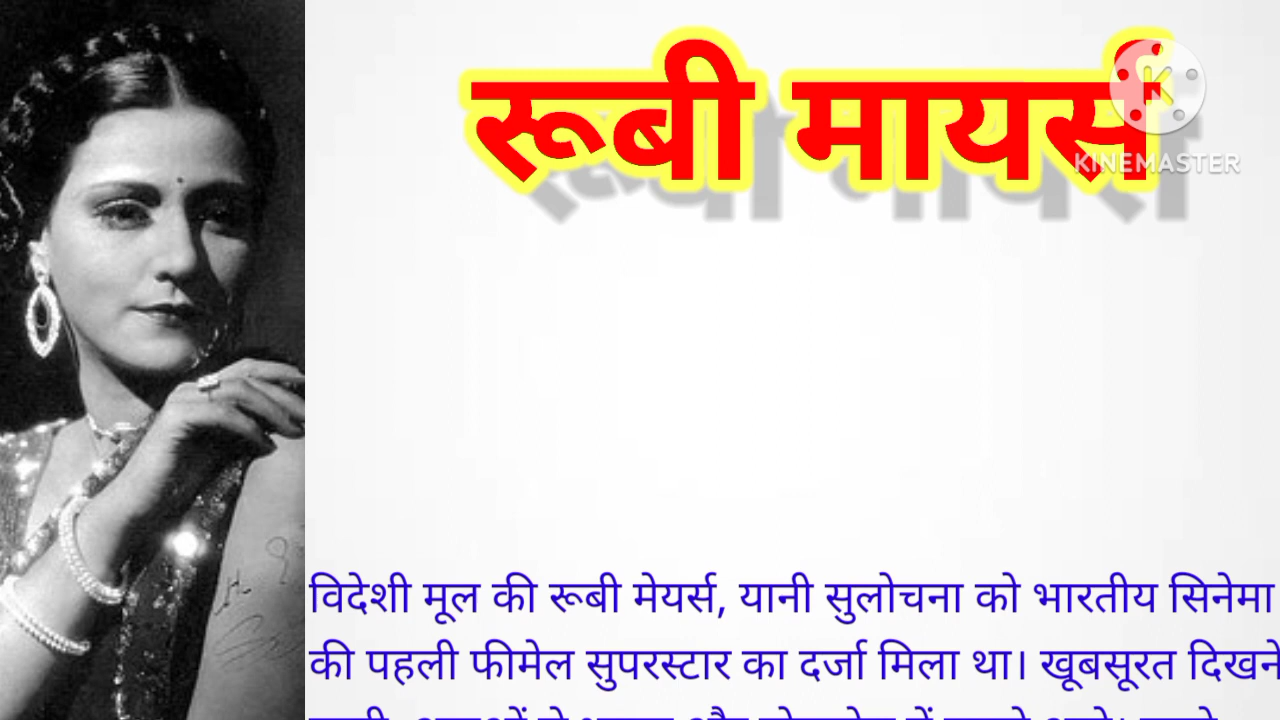 रूबी मायर्स
KINEMASTER
विदेशी मूल की रूबी मेयर्स, यानी सुलोचना को भारतीय सिनेमा
की पहली फीमेल सुपरस्टार का दर्जा मिला था। खूबसूरत दिखने